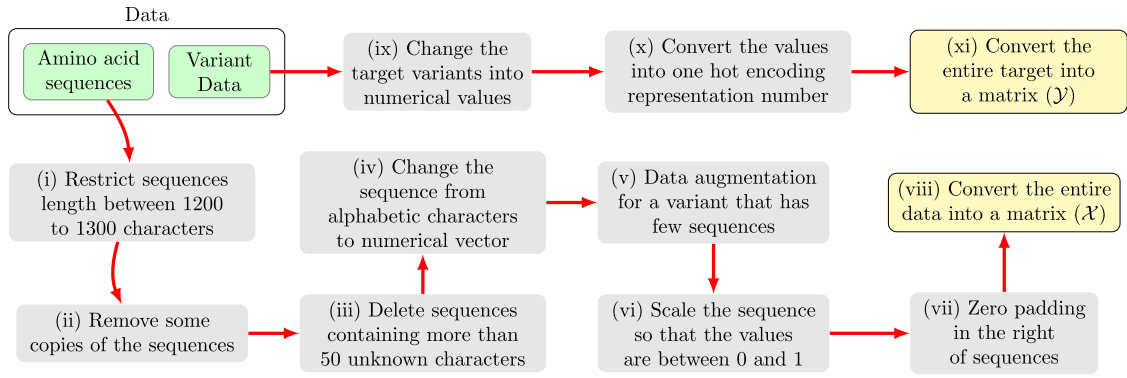 Data
Amino acid
sequences
Variant
Data
(ix) Change the
target variants into
numerical values
(x) Convert the values
into one hot encoding
representation number
(xi) Convert the
entire target into
a matrix (𝒴)
(i) Restrict sequences
length between 1200
to 1300 characters
(ii) Remove some
copies of the sequences
(iii) Delete sequences
containing more than
50 unknown characters
(iv) Change the
sequence from
alphabetic characters
to numerical vector
(v) Data augmentation
for a variant that has
few sequences
(vi) Scale the sequence
so that the values
are between 0 and 1
(vii) Zero padding
in the right
of sequences
(viii) Convert the entire
data into a matrix (𝒳)